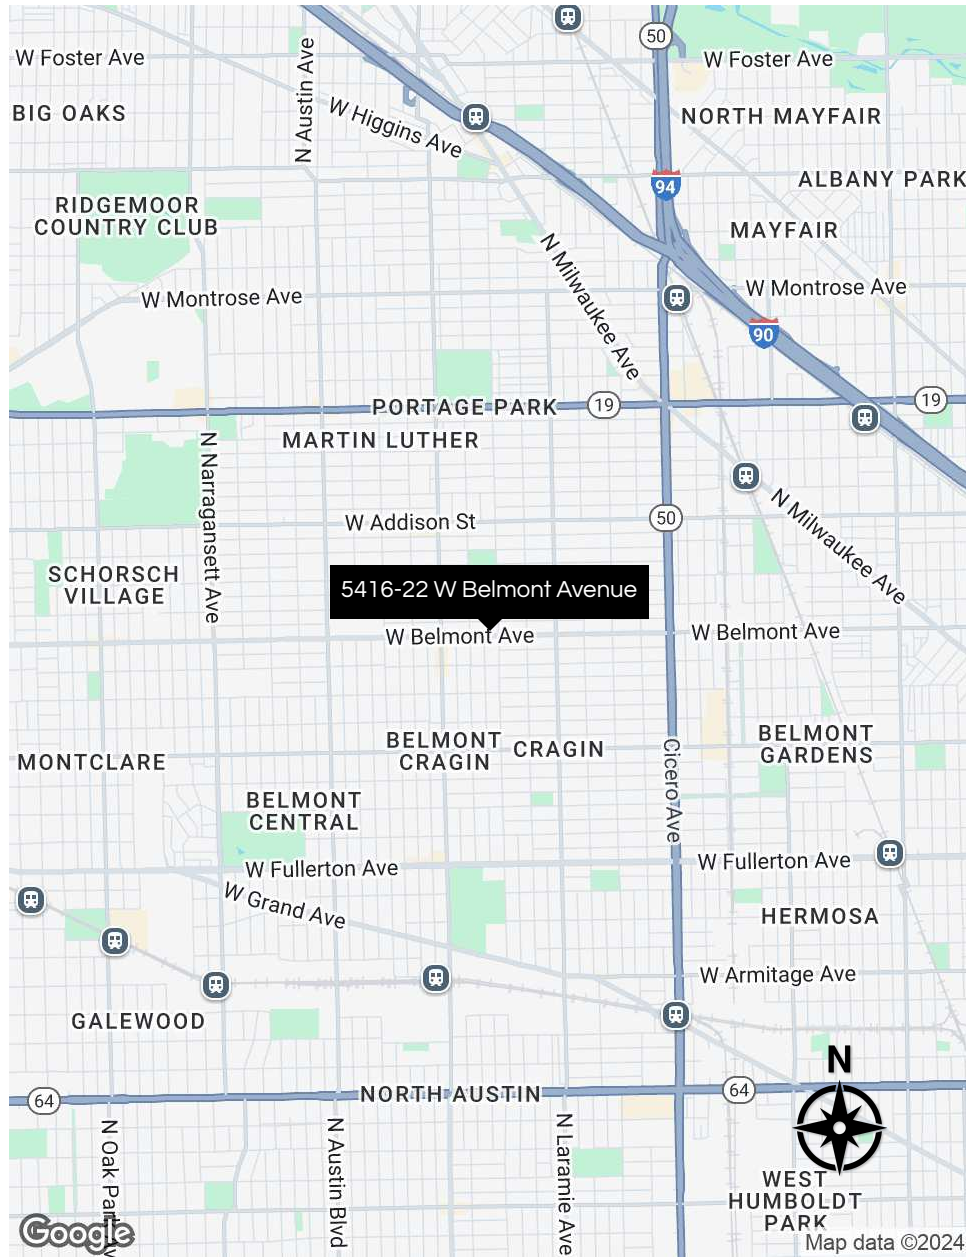 50
W Foster Ave
W Foster Ave
N Austin Ave
BIG OAKS
W Higgins Ave
NORTH MAYFAIR
94
ALBANY PARK
RIDGEMOOR
COUNTRY CLUB
MAYFAIR
N Milwaukee Ave
W Montrose Ave
W Montrose Ave
90
PORTAGE PARK
19
19
MARTIN LUTHER
N Narragansett Ave
W Addison St
50
N Milwaukee Ave
SCHORSCH
VILLAGE
5416-22 W Belmont Avenue
W Belmont Ave
W Belmont Ave
BELMONT
CRAGIN
CRAGIN
BELMONT
GARDENS
MONTCLARE
Cicero Ave
BELMONT
CENTRAL
W Fullerton Ave
W Fullerton Ave
W Grand Ave
HERMOSA
W Armitage Ave
GALEWOOD
N
NORTH AUSTIN
64
64
N Oak Park Av
N Austin Blvd
N Laramie Ave
WEST
HUMBOLDT
PARK
Google
Map data ©2024